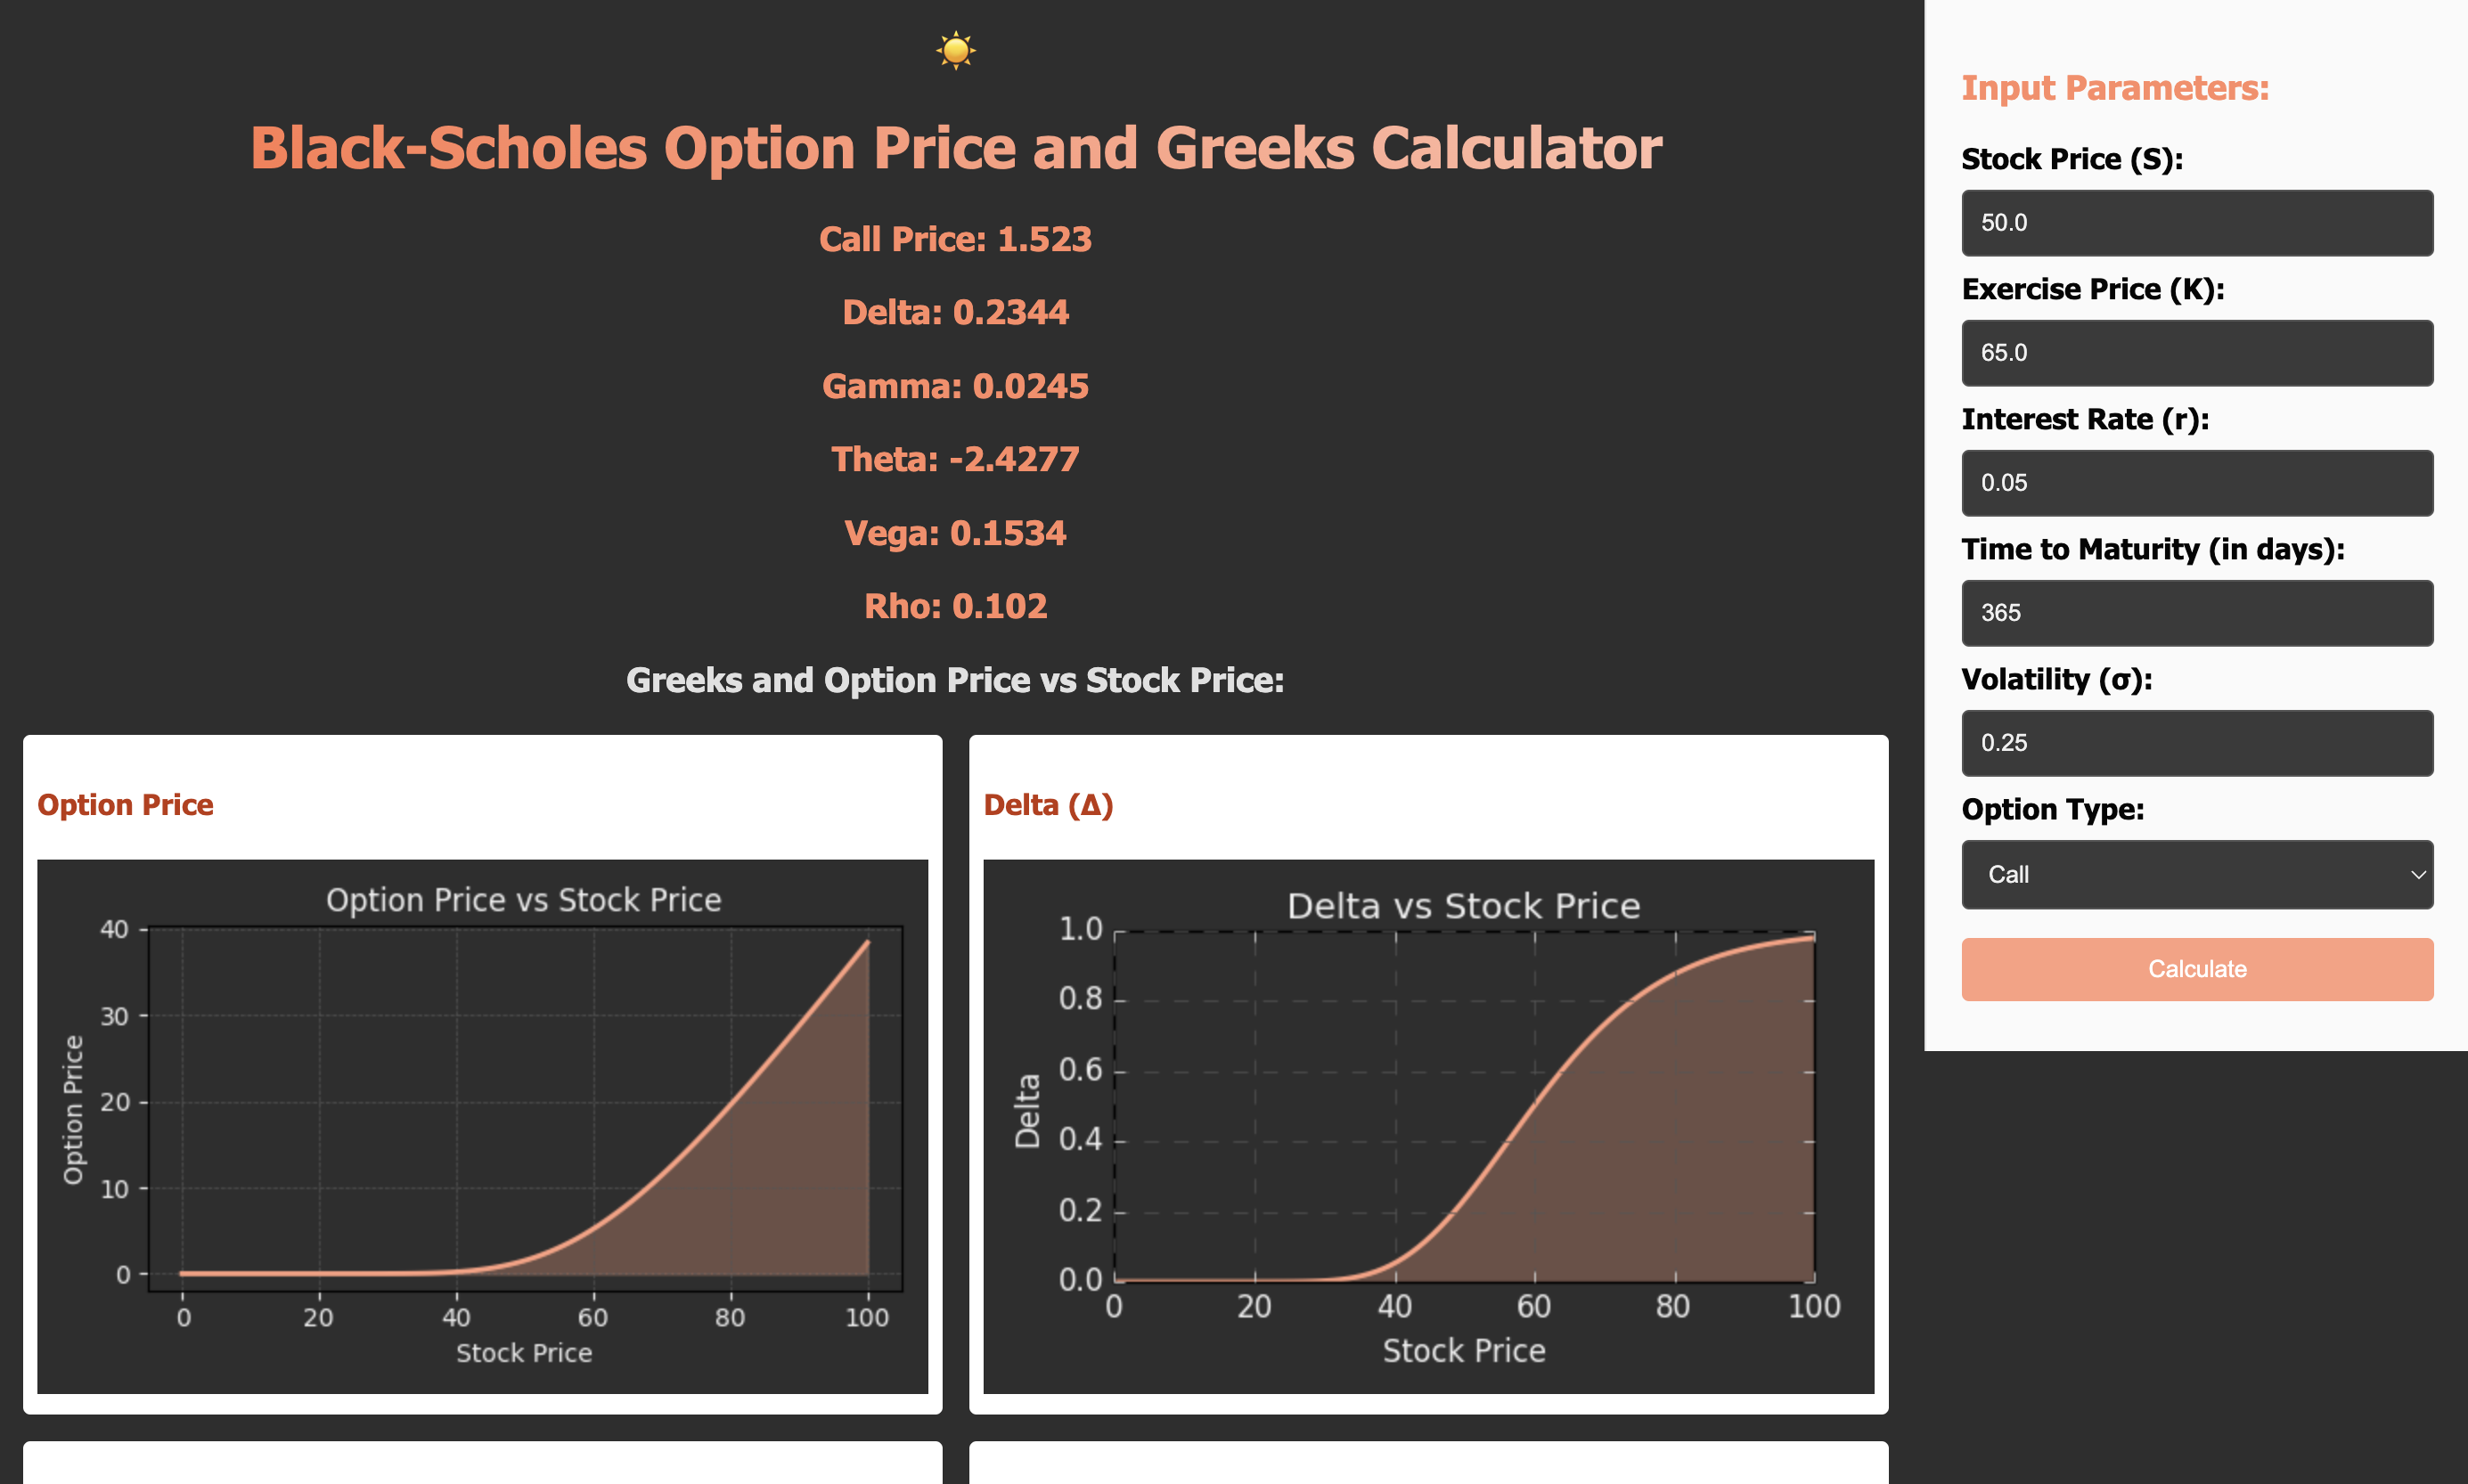 Black-Scholes Option Price and Greeks Calculator
Call Price: 1.523
Delta: 0.2344
Gamma: 0.0245
Theta: -2.4277
Vega: 0.1534
Rho: 0.102
Greeks and Option Price vs Stock Price:
Option Price
Option Price vs Stock Price
40
30
20
10
0
Option Price
0 20 40 60 80 100
Stock Price
Delta (Δ)
Delta vs Stock Price
1.0
0.8
0.6
0.4
0.2
0.0
Delta
0 20 40 60 80 100
Stock Price
Input Parameters:
Stock Price (S):
50.0
Exercise Price (K):
65.0
Interest Rate (r):
0.05
Time to Maturity (in days):
365
Volatility (σ):
0.25
Option Type:
Call
Calculate